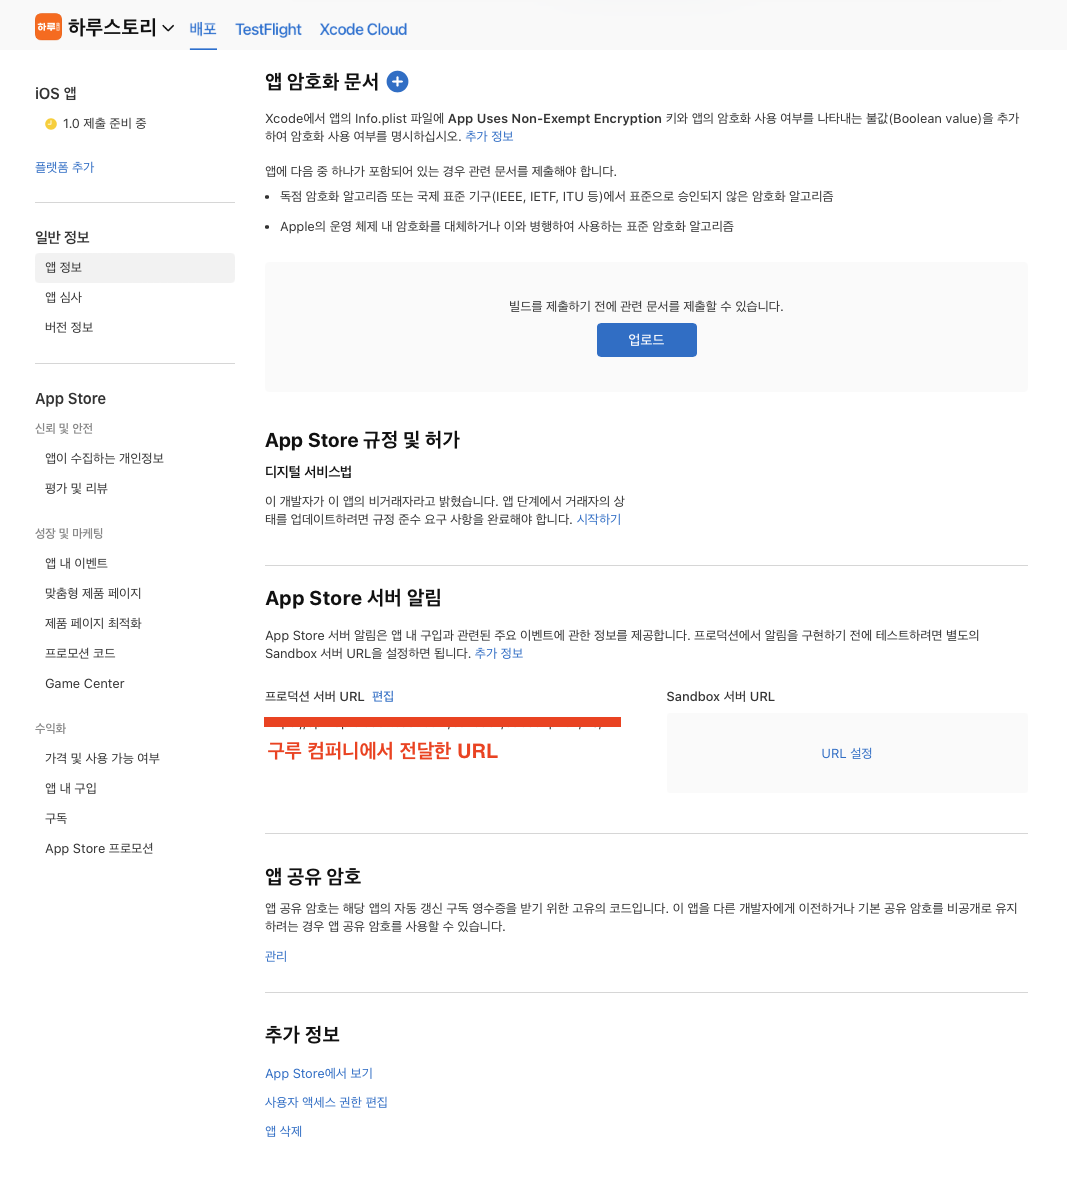 하루 하루스토리 배포 TestFlight Xcode Cloud
iOS 앱
1.0 제출 준비 중
플랫폼 추가
일반 정보
앱 정보
앱 심사
버전 정보
App Store
신뢰 및 안전
앱이 수집하는 개인정보
평가 및 리뷰
성장 및 마케팅
앱 내 이벤트
맞춤형 제품 페이지
제품 페이지 최적화
프로모션 코드
Game Center
수익화
가격 및 사용 가능 여부
앱 내 구입
구독
App Store 프로모션
앱 암호화 문서
Xcode에서 앱의 Info.plist 파일에 App Uses Non-Exempt Encryption 키와 앱의 암호화 사용 여부를 나타내는 불값(Boolean value)을 추가
하여 암호화 사용 여부를 명시하십시오. 추가 정보
앱에 다음 중 하나가 포함되어 있는 경우 관련 문서를 제출해야 합니다.
• 독점 암호화 알고리즘 또는 국제 표준 기구(IEEE, IETF, ITU 등)에서 표준으로 승인되지 않은 암호화 알고리즘
• Apple의 운영 체제 내 암호화를 대체하거나 이와 병행하여 사용하는 표준 암호화 알고리즘
빌드를 제출하기 전에 관련 문서를 제출할 수 있습니다.
업로드
App Store 규정 및 허가
디지털 서비스법
이 개발자가 이 앱의 비거래자라고 밝혔습니다. 앱 단계에서 거래자의 상
태를 업데이트하려면 규정 준수 요구 사항을 완료해야 합니다. 시작하기
App Store 서버 알림
App Store 서버 알림은 앱 내 구입과 관련된 주요 이벤트에 관한 정보를 제공합니다. 프로덕션에서 알림을 구현하기 전에 테스트하려면 별도의
Sandbox 서버 URL을 설정하면 됩니다. 추가 정보
프로덕션 서버 URL 편집
구루 컴퍼니에서 전달한 URL
Sandbox 서버 URL
URL 설정
앱 공유 암호
앱 공유 암호는 해당 앱의 자동 갱신 구독 영수증을 받기 위한 고유의 코드입니다. 이 앱을 다른 개발자에게 이전하거나 기본 공유 암호를 비공개로 유지
하려는 경우 앱 공유 암호를 사용할 수 있습니다.
관리
추가 정보
App Store에서 보기
사용자 액세스 권한 편집
앱 삭제